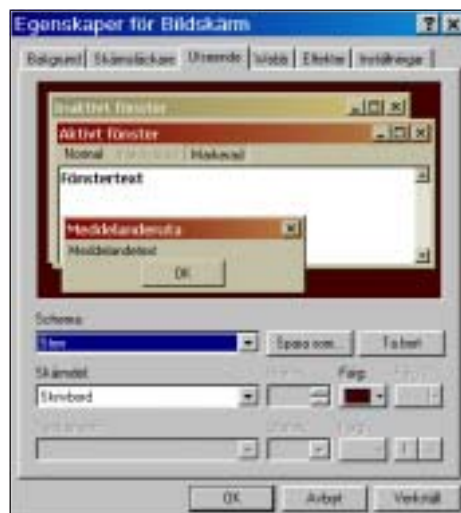 Egenskaper för Bildskärm
Bakgrund Skärmsläckare Utseende Webb Effekter Inställningar
Inaktivt fönster
Aktivt fönster
Normal Markerad
Fönstertext
Meddelanderuta
Meddelandetext
OK
Schema:
Spara som... Ta bort
Skärmdel: Färg:
Skrivbord
OK Avbryt Verkställ